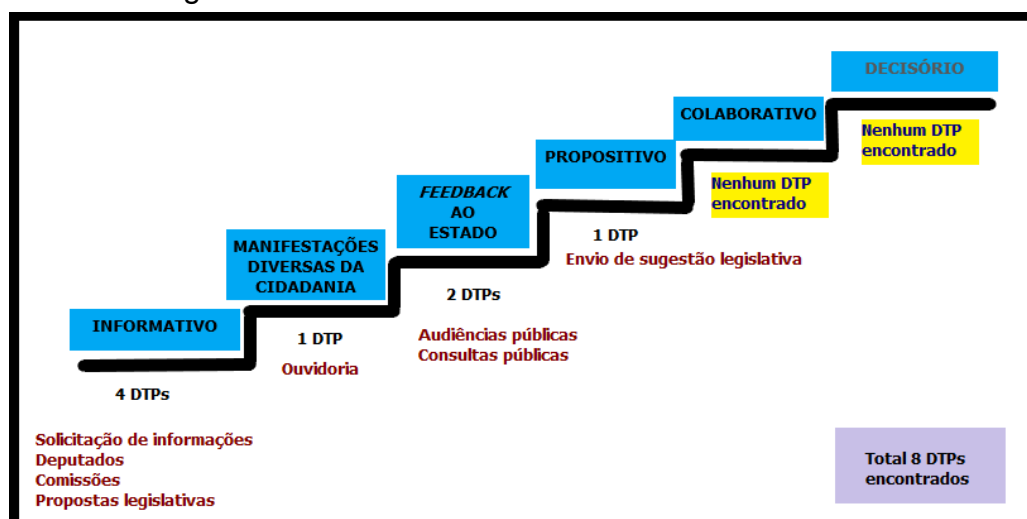 DECISÓRIO
Nenhum DTP
encontrado
COLABORATIVO
Nenhum DTP
encontrado
PROPOSITIVO
1 DTP
Envio de sugestão legislativa
FEEDBACK
AO
ESTADO
2 DTPs
Audiências públicas
Consultas públicas
MANIFESTAÇÕES
DIVERSAS DA
CIDADANIA
1 DTP
Ouvidoria
INFORMATIVO
4 DTPs
Solicitação de informações
Deputados
Comissões
Propostas legislativas
Total 8 DTPs
encontrados